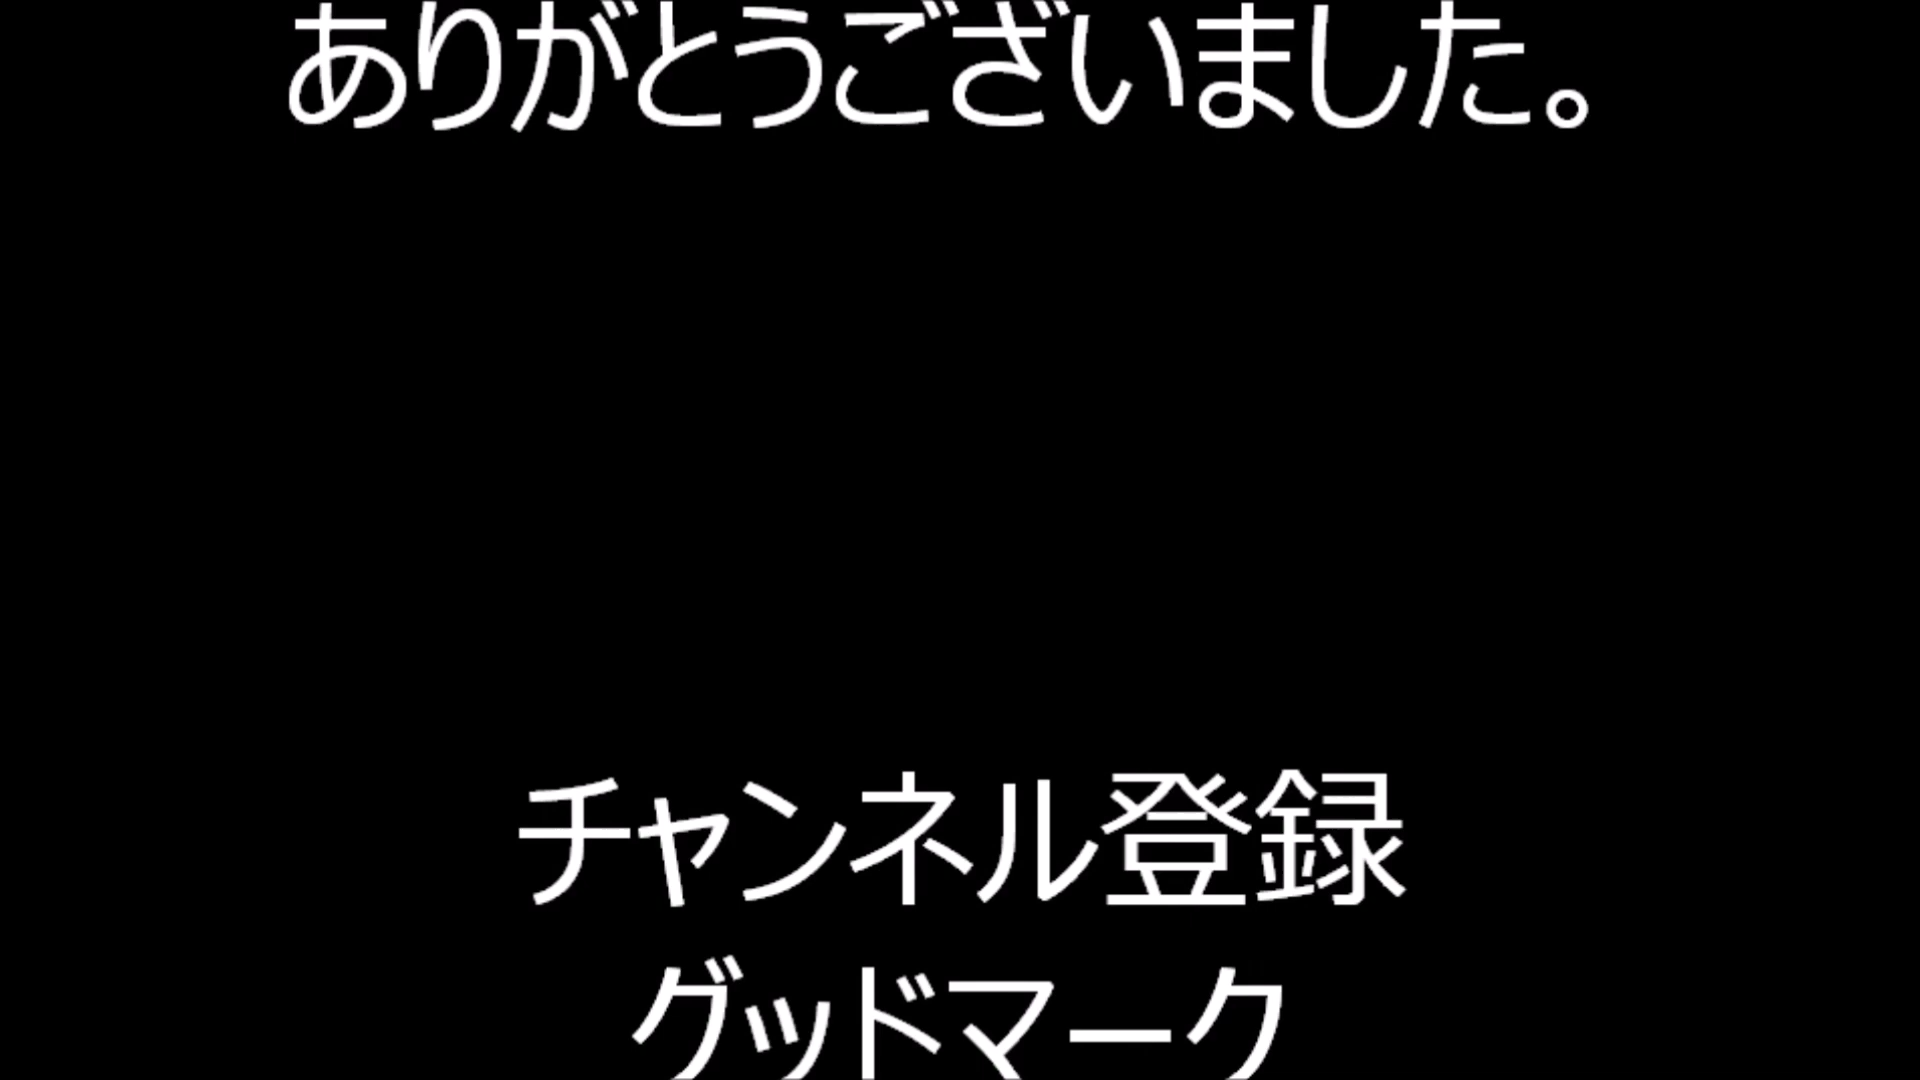 ありがとうございました。
チャンネル登録
グッドマーク